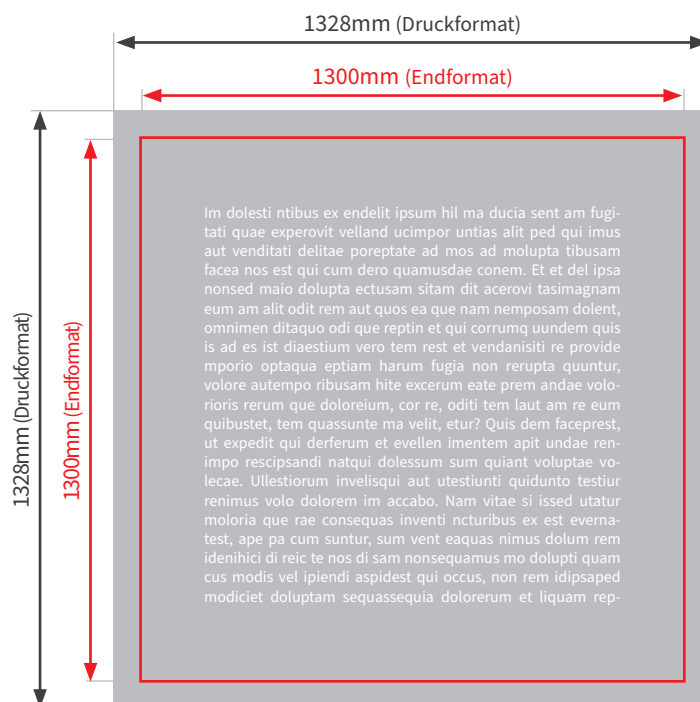 1328mm (Druckformat)
1300mm (Endformat)
1328mm (Druckformat)
1300mm (Endformat)
Im dolesti ntibus ex endelit ipsum hil ma ducia sent am fugi-
tati quae experovit velland ucimpor untias alit ped qui imus
aut venditati delitae poreptate ad mos ad molupta tibusam
facea nos est qui cum dero quamusdae conem. Et et del ipsa
nonsed maio dolupta ectusam sitam dit acerovi tasimagnam
eum am alit odit rem aut quos ea que nam nemposam dolent,
omnimen ditaquo odi que reptin et qui corrumq uundem quis
is ad es ist diaestium vero tem rest et vendanisiti re provide
mporio optaqua eptiam harum fugia non rerupta quuntur,
volore autempo ribusam hite excerum eate prem andae volo-
rioris rerum que doloreium, cor re, oditi tem laut am re eum
quibustet, tem quassunte ma velit, etur? Quis dem faceprest,
ut expedit qui derferum et evellen imentem apit undae ren-
impo rescipsandi natqui dolessum sum quiant voluptae vo-
lecae. Ullestiorum invelisqui aut utestiunti quidunto testiur
renimus volo dolorem im accabo. Nam vitae si issed utatur
moloria que rae consequas inventi ncturibus ex est everna-
test, ape pa cum suntur, sum vent eaquas nimus dolum rem
idenihici di reic te nos di sam nonsequamus mo dolupti quam
cus modis vel ipiendi aspidest qui occus, non rem idipsaped
modiciet doluptam sequassequia dolorerum et liquam rep-